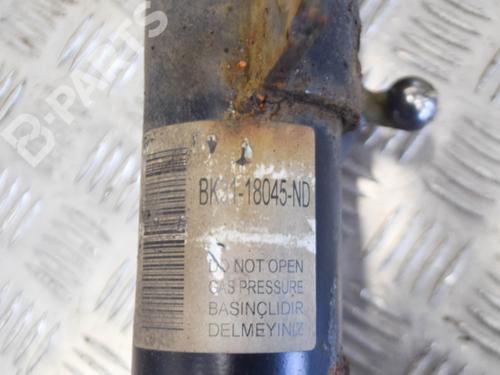 B-PARTS
BK31-18045-ND
DO NOT OPEN
GAS PRESSURE
BASINÇLIDIR
DELMEYINIZ